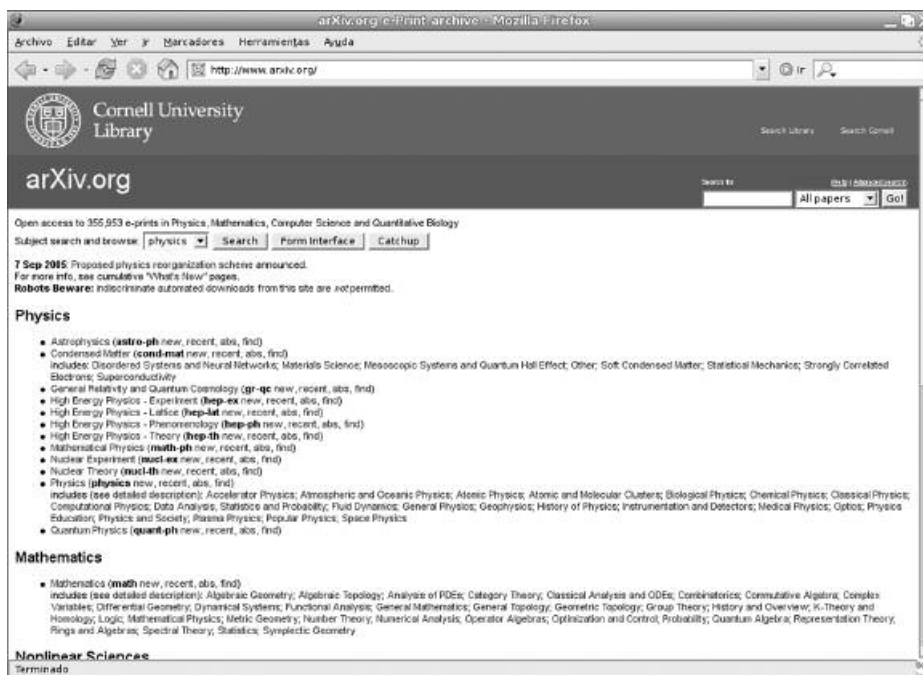 arXiv.org e-Print archive - Mozilla Firefox
Archivo Editar Ver Ir Marcadores Herramientas Ayuda
http://www.arxiv.org/
Ir
Cornell University
Library
Search Library Search Cornell
arXiv.org
Search for
(Help | Advanced search)
All papers Go!
Open access to 355,953 e-prints in Physics, Mathematics, Computer Science and Quantitative Biology
Subject search and browse: physics Search Form Interface Catchup
7 Sep 2005: Proposed physics reorganization scheme announced.
For more info, see cumulative "What's New" pages.
Robots Beware: indiscriminate automated downloads from this site are not permitted.
Physics
Astrophysics (astro-ph new, recent, abs, find)
Condensed Matter (cond-mat new, recent, abs, find)
includes: Disordered Systems and Neural Networks; Materials Science; Mesoscopic Systems and Quantum Hall Effect; Other; Soft Condensed Matter; Statistical Mechanics; Strongly Correlated
Electrons; Superconductivity
General Relativity and Quantum Cosmology (gr-qc new, recent, abs, find)
High Energy Physics - Experiment (hep-ex new, recent, abs, find)
High Energy Physics - Lattice (hep-lat new, recent, abs, find)
High Energy Physics - Phenomenology (hep-ph new, recent, abs, find)
High Energy Physics - Theory (hep-th new, recent, abs, find)
Mathematical Physics (math-ph new, recent, abs, find)
Nuclear Experiment (nucl-ex new, recent, abs, find)
Nuclear Theory (nucl-th new, recent, abs, find)
Physics (physics new, recent, abs, find)
includes (see detailed description): Accelerator Physics; Atmospheric and Oceanic Physics; Atomic Physics; Atomic and Molecular Clusters; Biological Physics; Chemical Physics; Classical Physics;
Computational Physics; Data Analysis, Statistics and Probability; Fluid Dynamics; General Physics; Geophysics; History of Physics; Instrumentation and Detectors; Medical Physics; Optics; Physics
Education; Physics and Society; Plasma Physics; Popular Physics; Space Physics
Quantum Physics (quant-ph new, recent, abs, find)
Mathematics
Mathematics (math new, recent, abs, find)
includes (see detailed description): Algebraic Geometry; Algebraic Topology; Analysis of PDEs; Category Theory; Classical Analysis and ODEs; Combinatorics; Commutative Algebra; Complex
Variables; Differential Geometry; Dynamical Systems; Functional Analysis; General Mathematics; General Topology; Geometric Topology; Group Theory; History and Overview; K-Theory and
Homology; Logic; Mathematical Physics; Metric Geometry; Number Theory; Numerical Analysis; Operator Algebras; Optimization and Control; Probability; Quantum Algebra; Representation Theory;
Rings and Algebras; Spectral Theory; Statistics; Symplectic Geometry
Nonlinear Sciences
Terminado